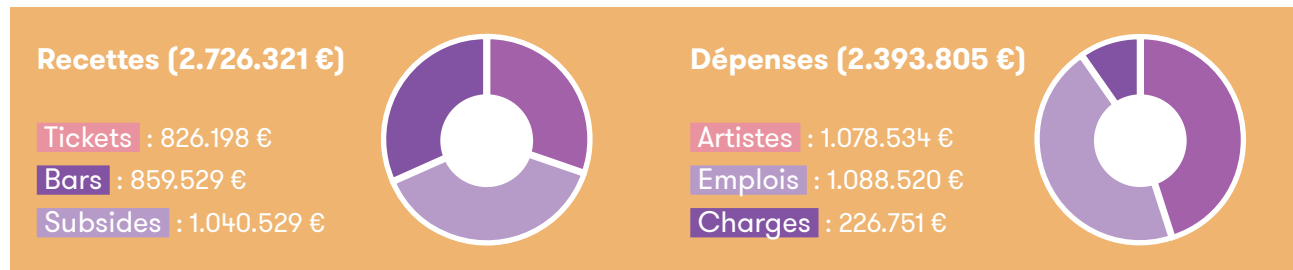 Recettes (2.726.321 €)
Tickets : 826.198 €
Bars : 859.529 €
Subsides : 1.040.529 €
Dépenses (2.393.805 €)
Artistes : 1.078.534 €
Emplois : 1.088.520 €
Charges : 226.751 €